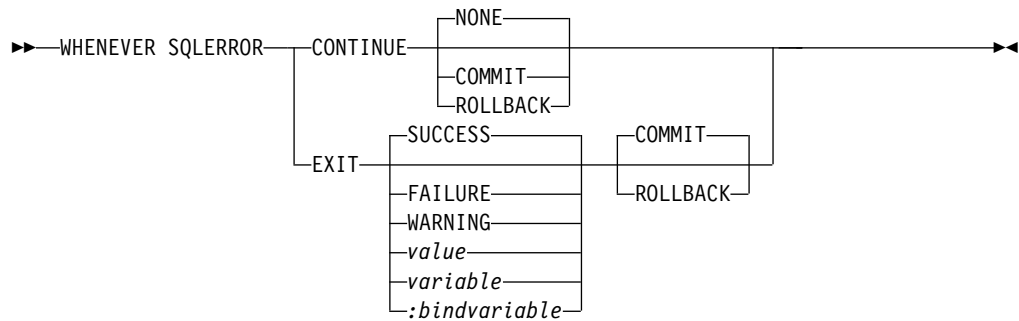 NONE
WHENEVER SQLERROR CONTINUE
COMMIT
ROLLBACK
SUCCESS COMMIT
EXIT
FAILURE ROLLBACK
WARNING
value
variable
:bindvariable